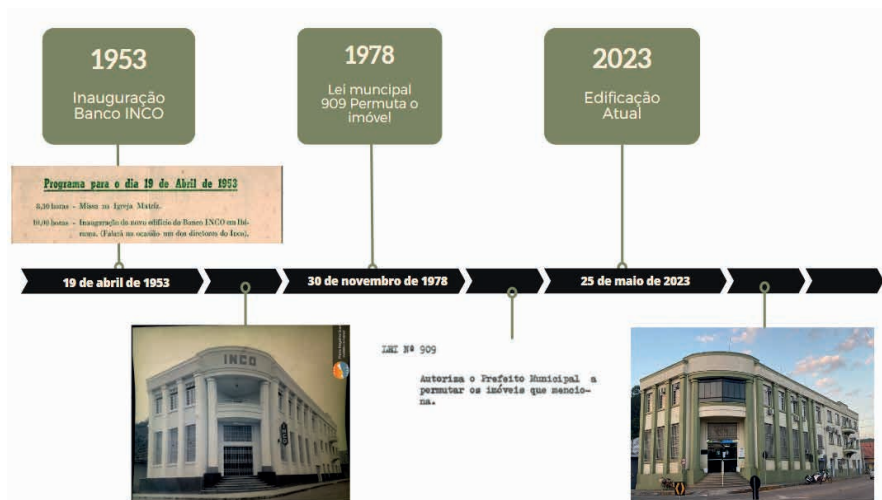 1953
Inauguração
Banco INCO
1978
Lei muncipal
909 Permuta o
imóvel
2023
Edificação
Atual
Programa para o dia 19 de Abril de 1953
8,30 horas - Missa na Igreja Matriz.
10,00 horas - Inauguração do novo edifício do Banco INCO em Ibi-
rama. (Falará na ocasião um dos diretores do Inco).
19 de abril de 1953
30 de novembro de 1978
25 de maio de 2023
INCO
INCO
LEI Nº 909
Autoriza o Prefeito Municipal a
permutar os imóveis que mencio-
na.